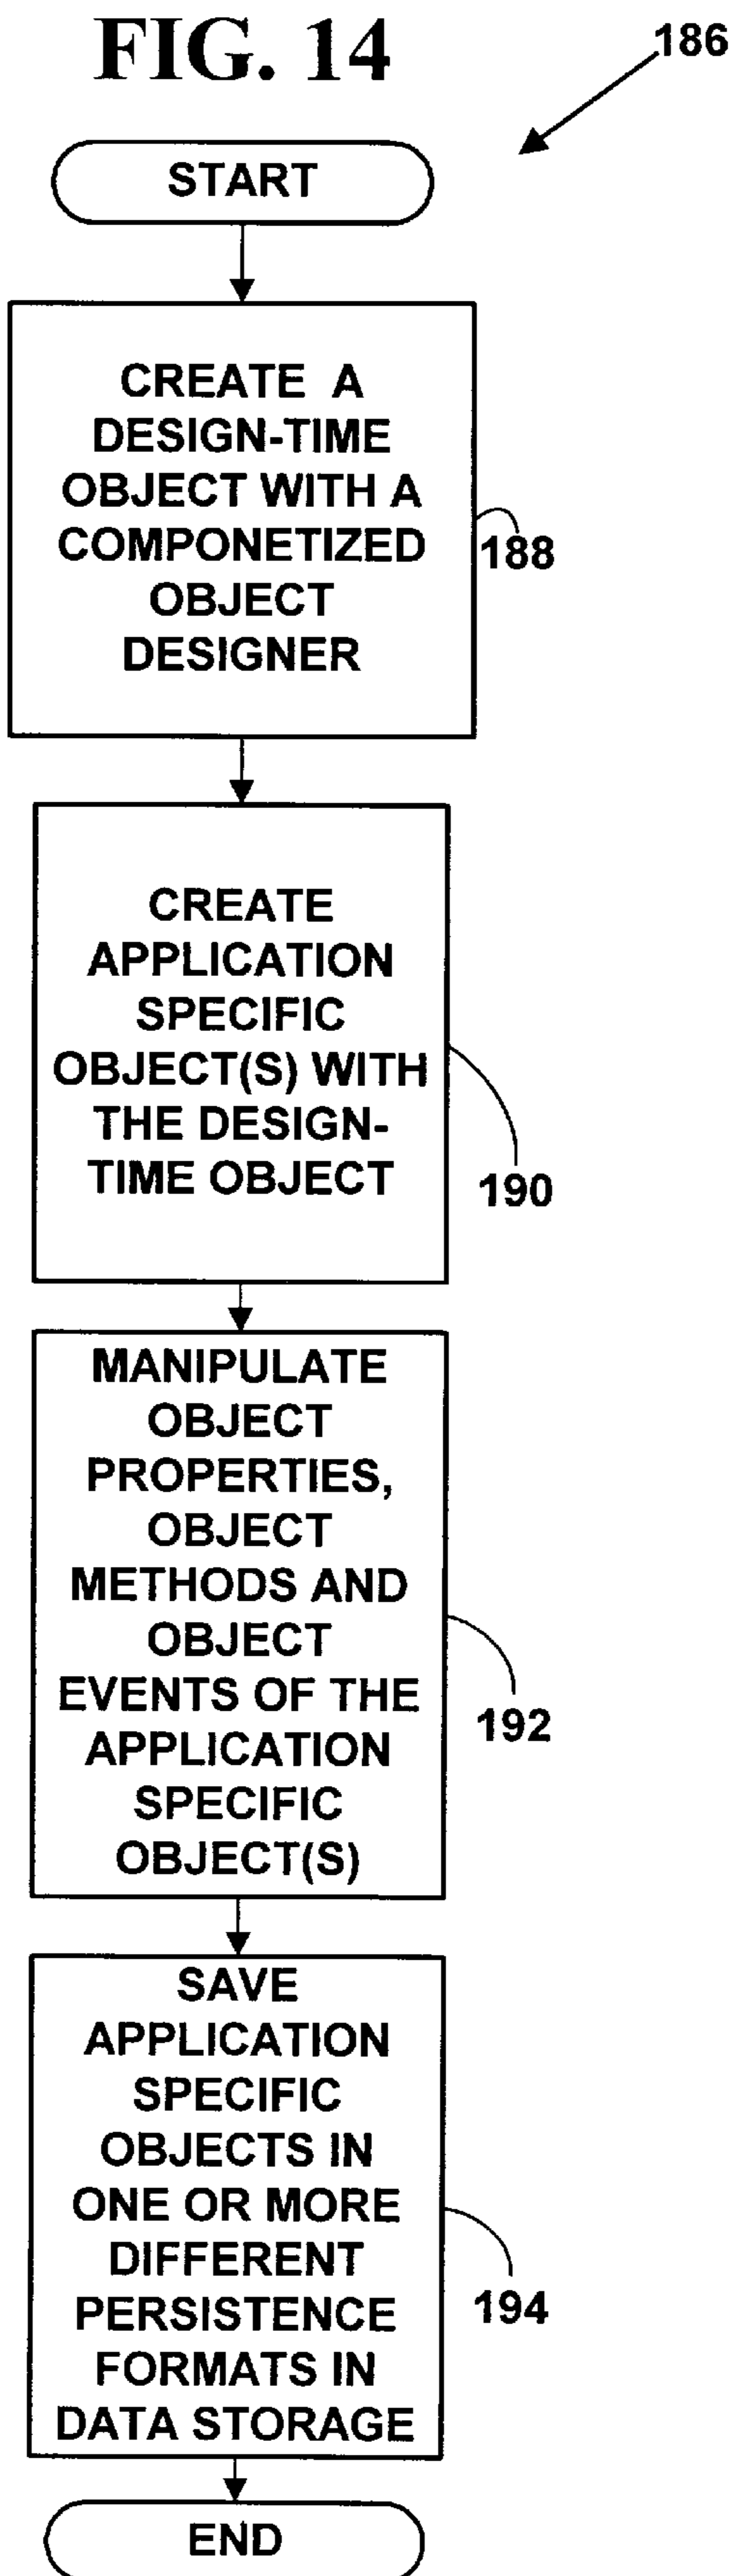 FIG. 14
186
START
CREATE A
DESIGN-TIME
OBJECT WITH A
COMPONETIZED
OBJECT
DESIGNER
188
CREATE
APPLICATION
SPECIFIC
OBJECT(S) WITH
THE DESIGN-
TIME OBJECT
190
MANIPULATE
OBJECT
PROPERTIES,
OBJECT
METHODS AND
OBJECT
EVENTS OF THE
APPLICATION
SPECIFIC
OBJECT(S)
192
SAVE
APPLICATION
SPECIFIC
OBJECTS IN
ONE OR MORE
DIFFERENT
PERSISTENCE
FORMATS IN
DATA STORAGE
194
END